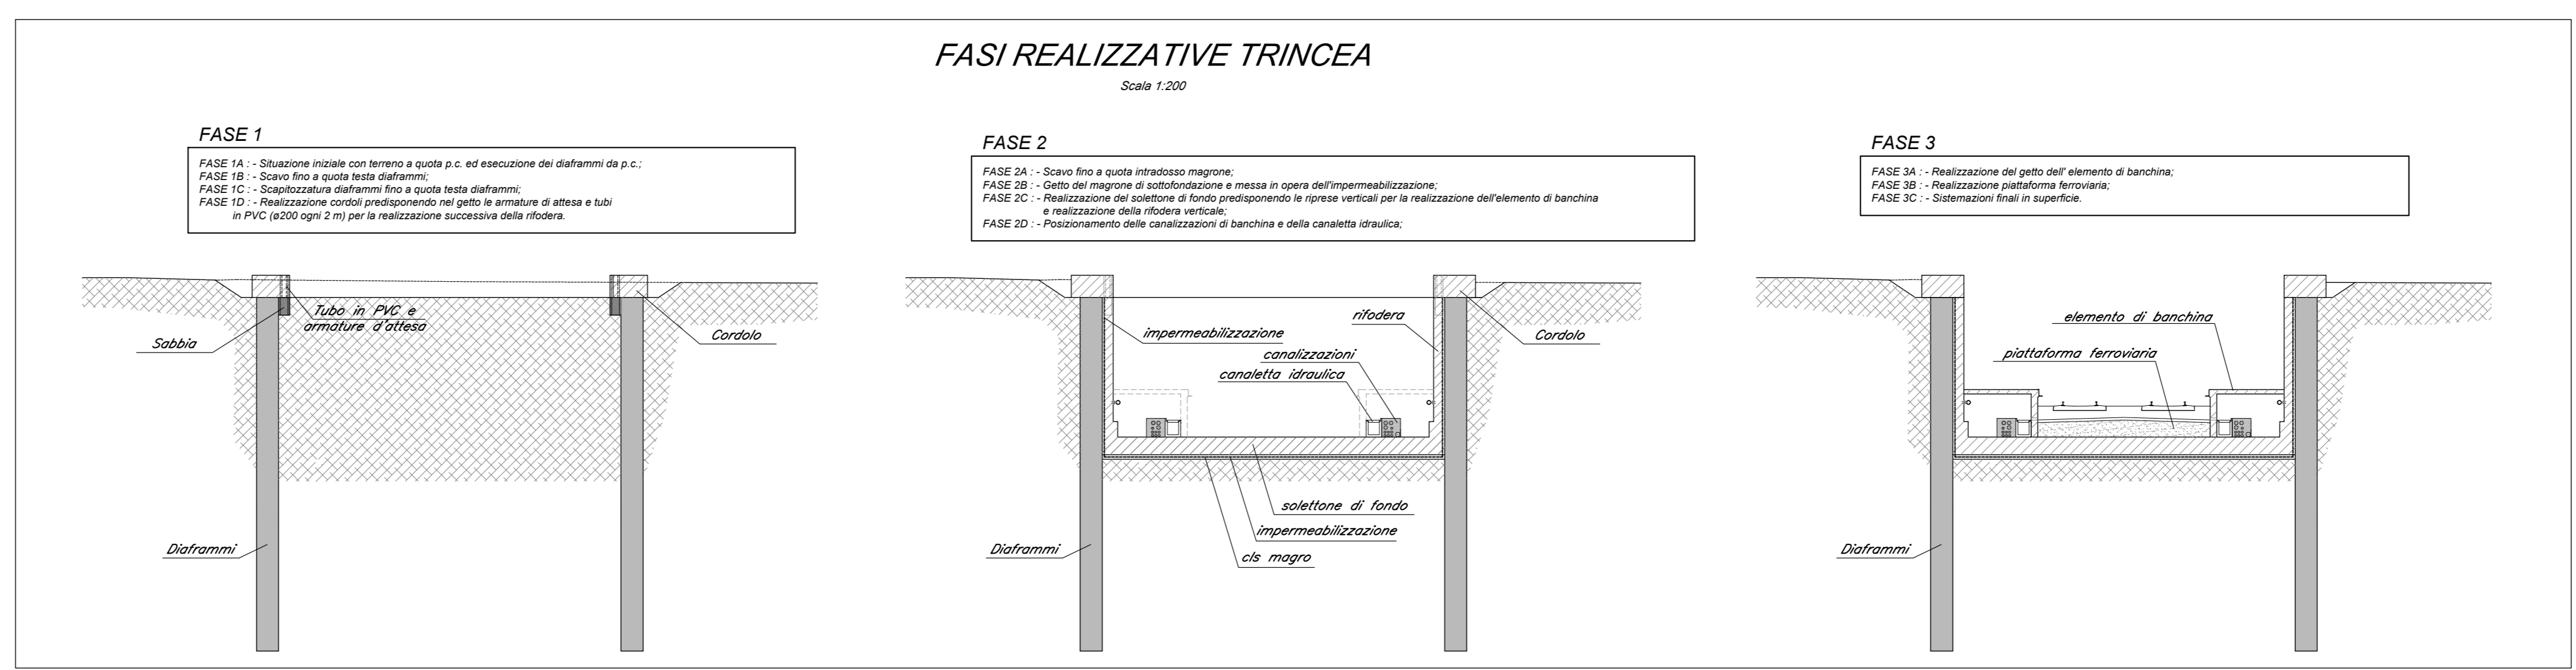 FASI REALIZZATIVE TRINCEA
Scala 1:200
FASE 1
FASE 1A : - Situazione iniziale con terreno a quota p.c. ed esecuzione dei diaframmi da p.c.;
FASE 1B : - Scavo fino a quota testa diaframmi;
FASE 1C : - Scapitozzatura diaframmi fino a quota testa diaframmi;
FASE 1D : - Realizzazione cordoli predisponendo nel getto le armature di attesa e tubi
in PVC (ø200 ogni 2 m) per la realizzazione successiva della rifodera.
Tubo in PVC e
armature d'attesa
Sabbia
Cordolo
Diaframmi
FASE 2
FASE 2A : - Scavo fino a quota intradosso magrone;
FASE 2B : - Getto del magrone di sottofondazione e messa in opera dell'impermeabilizzazione;
FASE 2C : - Realizzazione del solettone di fondo predisponendo le riprese verticali per la realizzazione dell'elemento di banchina
e realizzazione della rifodera verticale;
FASE 2D : - Posizionamento delle canalizzazioni di banchina e della canaletta idraulica;
rifodera
impermeabilizzazione
Cordolo
canalizzazioni
canaletta idraulica
solettone di fondo
impermeabilizzazione
cls magro
Diaframmi
FASE 3
FASE 3A : - Realizzazione del getto dell' elemento di banchina;
FASE 3B : - Realizzazione piattaforma ferroviaria;
FASE 3C : - Sistemazioni finali in superficie.
elemento di banchina
piattaforma ferroviaria
Diaframmi